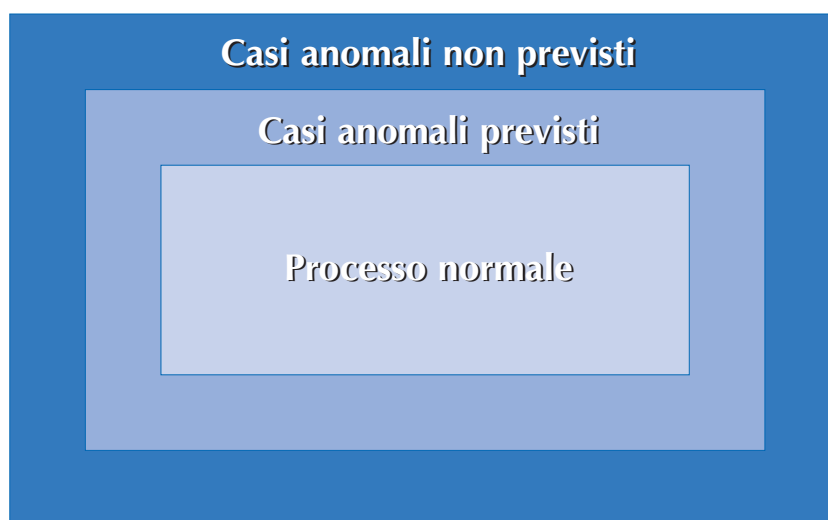 Casi anomali non previsti
Casi anomali previsti
Processo normale